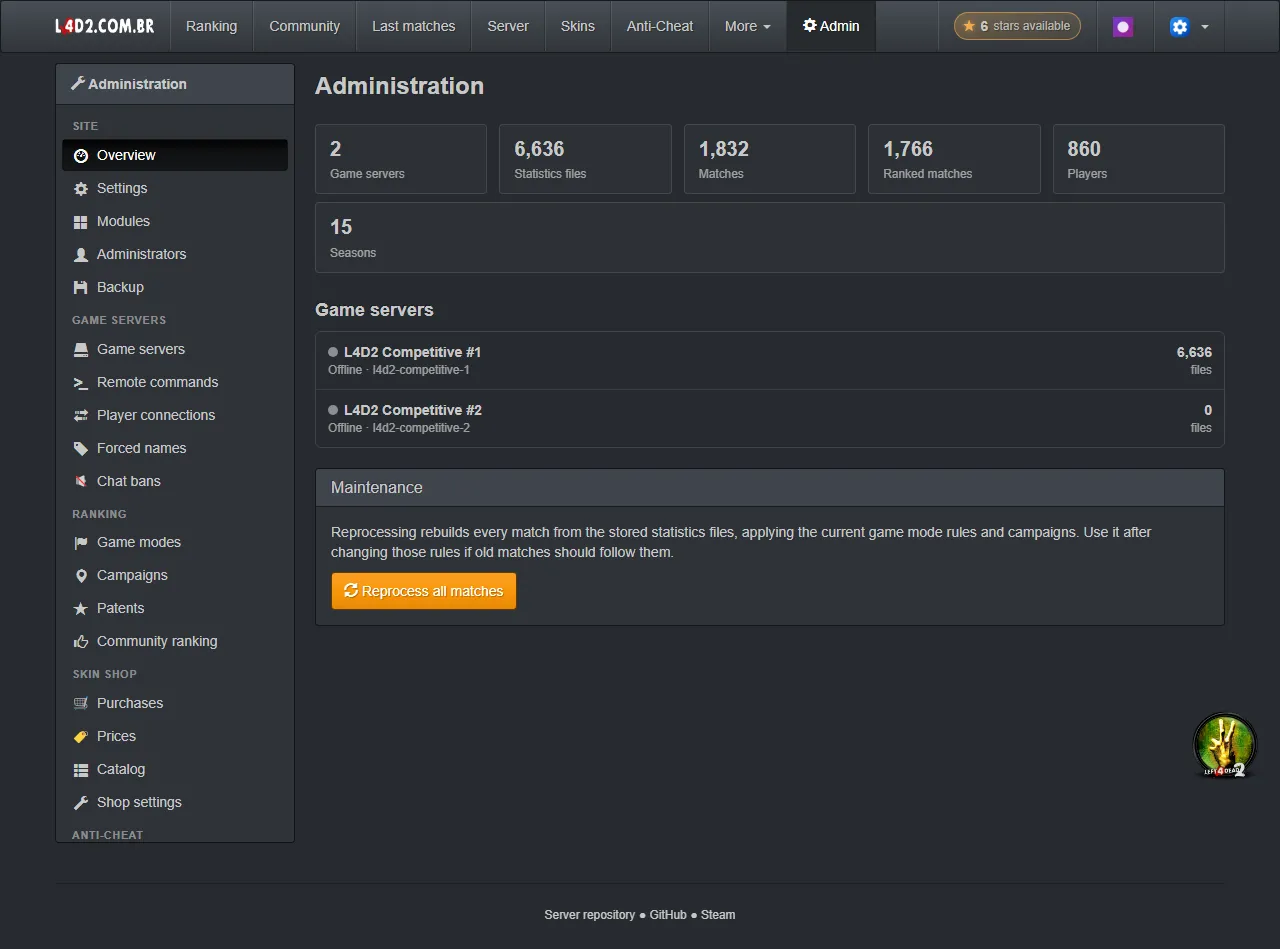 L4D2.COM.BR
Ranking
Community
Last matches
Server
Skins
Anti-Cheat
More
Admin
6 stars available
Administration
SITE
Overview
Settings
Modules
Administrators
Backup
GAME SERVERS
Game servers
Remote commands
Player connections
Forced names
Chat bans
RANKING
Game modes
Campaigns
Patents
Community ranking
SKIN SHOP
Purchases
Prices
Catalog
Shop settings
ANTI-CHEAT
Administration
2
Game servers
6,636
Statistics files
1,832
Matches
1,766
Ranked matches
860
Players
15
Seasons
Game servers
L4D2 Competitive #1
Offline · l4d2-competitive-1
6,636
files
L4D2 Competitive #2
Offline · l4d2-competitive-2
0
files
Maintenance
Reprocessing rebuilds every match from the stored statistics files, applying the current game mode rules and campaigns. Use it after
changing those rules if old matches should follow them.
Reprocess all matches
LEFT 4 DEAD 2
Server repository ● GitHub ● Steam